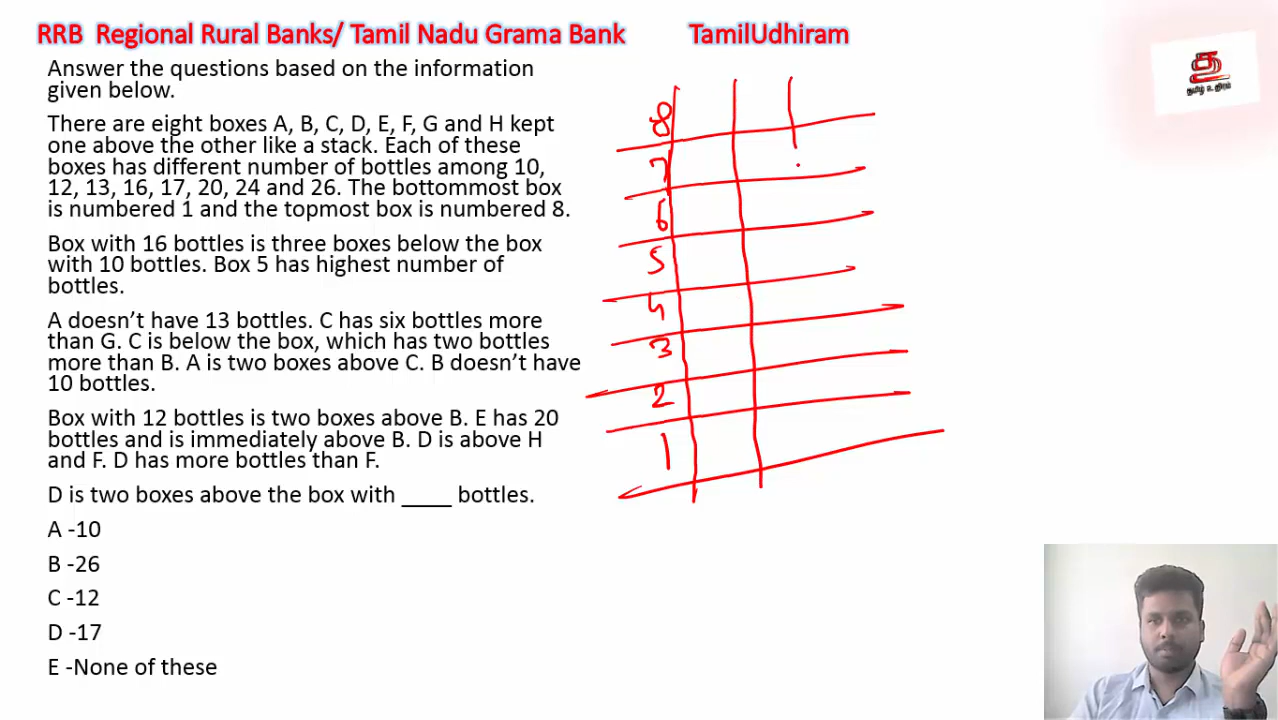 RRB Regional Rural Banks/ Tamil Nadu Grama Bank TamilUdhiram
Answer the questions based on the information
given below.
There are eight boxes A, B, C, D, E, F, G and H kept
one above the other like a stack. Each of these
boxes has different number of bottles among 10,
12, 13, 16, 17, 20, 24 and 26. The bottommost box
is numbered 1 and the topmost box is numbered 8.
Box with 16 bottles is three boxes below the box
with 10 bottles. Box 5 has highest number of
bottles.
A doesn’t have 13 bottles. C has six bottles more
than G. C is below the box, which has two bottles
more than B. A is two boxes above C. B doesn’t have
10 bottles.
Box with 12 bottles is two boxes above B. E has 20
bottles and is immediately above B. D is above H
and F. D has more bottles than F.
D is two boxes above the box with ____ bottles.
A -10
B -26
C -12
D -17
E -None of these
8
7
6
5
4
3
2
1
த
தமிழ் உதிரம்